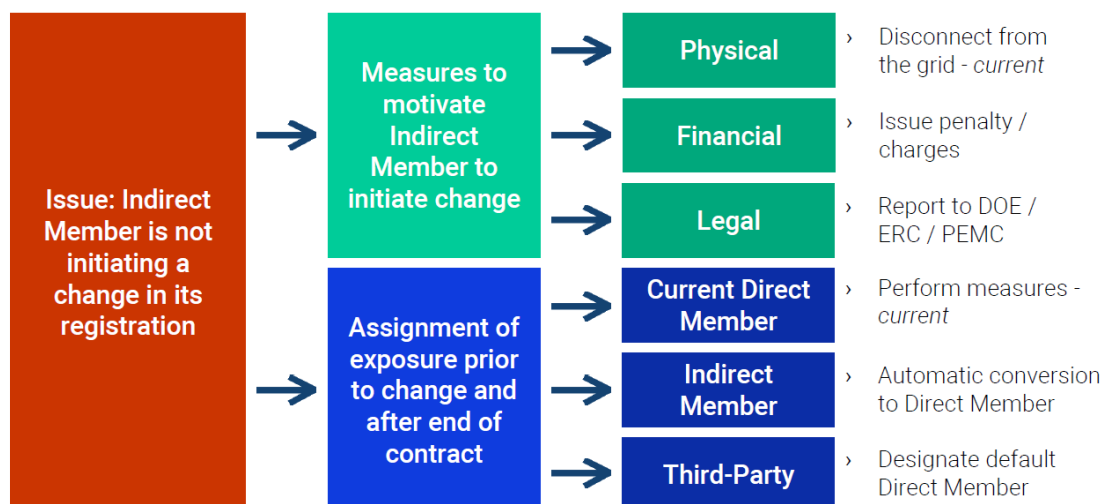 Issue: Indirect
Member is not
initiating a
change in its
registration
Measures to
motivate
Indirect
Member to
initiate change
Physical
› Disconnect from
the grid - current
Financial
› Issue penalty /
charges
Legal
› Report to DOE /
ERC / PEMC
Assignment of
exposure prior
to change and
after end of
contract
Current Direct
Member
› Perform measures -
current
Indirect
Member
› Automatic conversion
to Direct Member
Third-Party
› Designate default
Direct Member